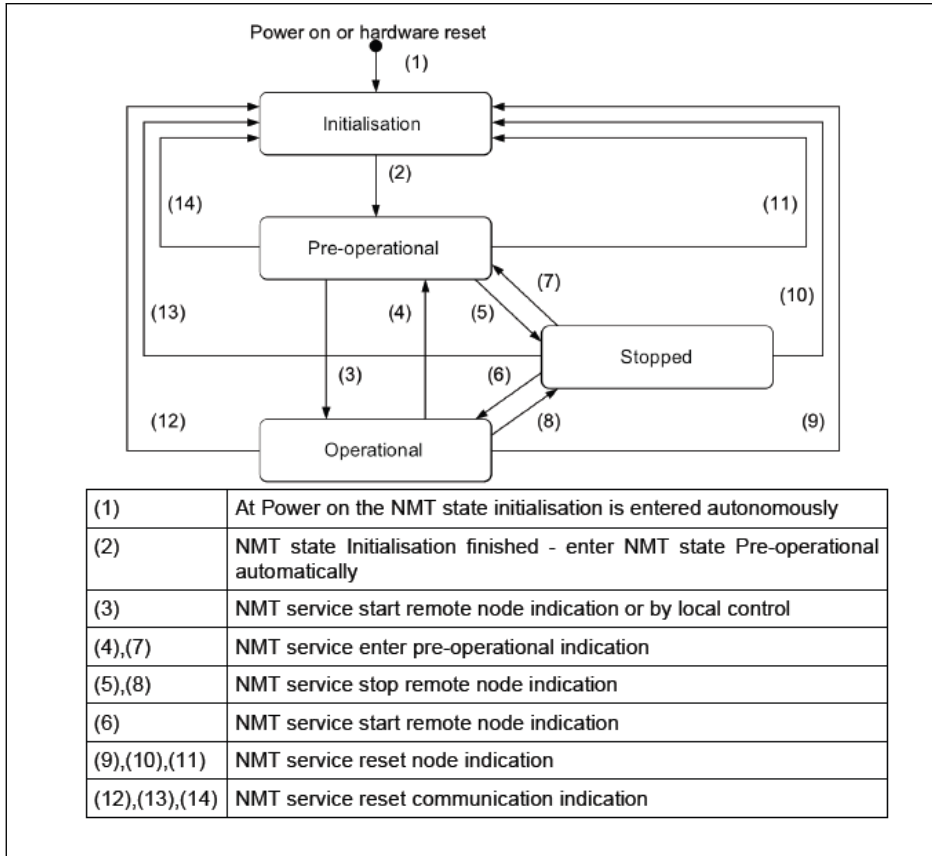 Power on or hardware reset
(1)
Initialisation
(2)
(14)
(11)
Pre-operational
(7)
(13)
(4)
(5)
(10)
Stopped
(3)
(6)
(12)
(8)
(9)
Operational
(1) At Power on the NMT state initialisation is entered autonomously
(2) NMT state Initialisation finished - enter NMT state Pre-operational
automatically
(3) NMT service start remote node indication or by local control
(4),(7) NMT service enter pre-operational indication
(5),(8) NMT service stop remote node indication
(6) NMT service start remote node indication
(9),(10),(11) NMT service reset node indication
(12),(13),(14) NMT service reset communication indication